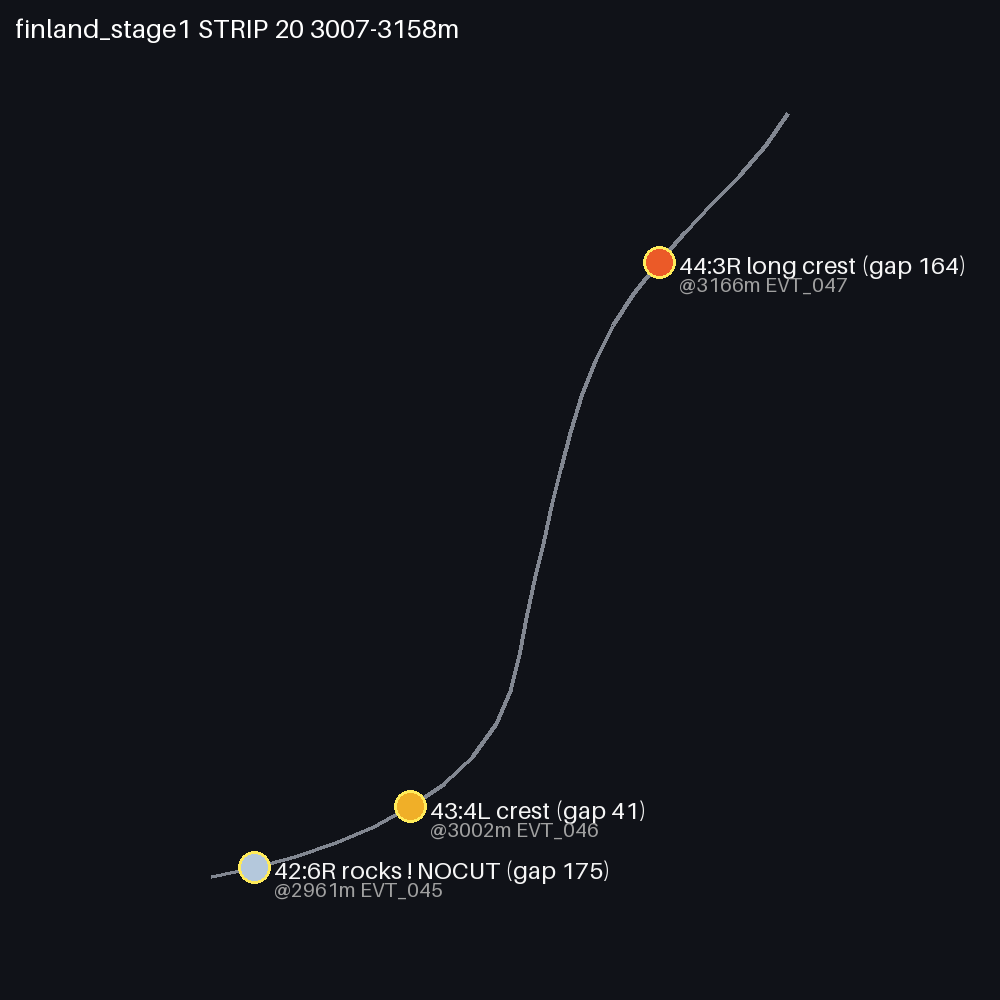 finland_stage1 STRIP 20 3007-3158m
44:3R long crest (gap 164)
@3166m EVT_047
43:4L crest (gap 41)
@3002m EVT_046
42:6R rocks ! NOCUT (gap 175)
@2961m EVT_045